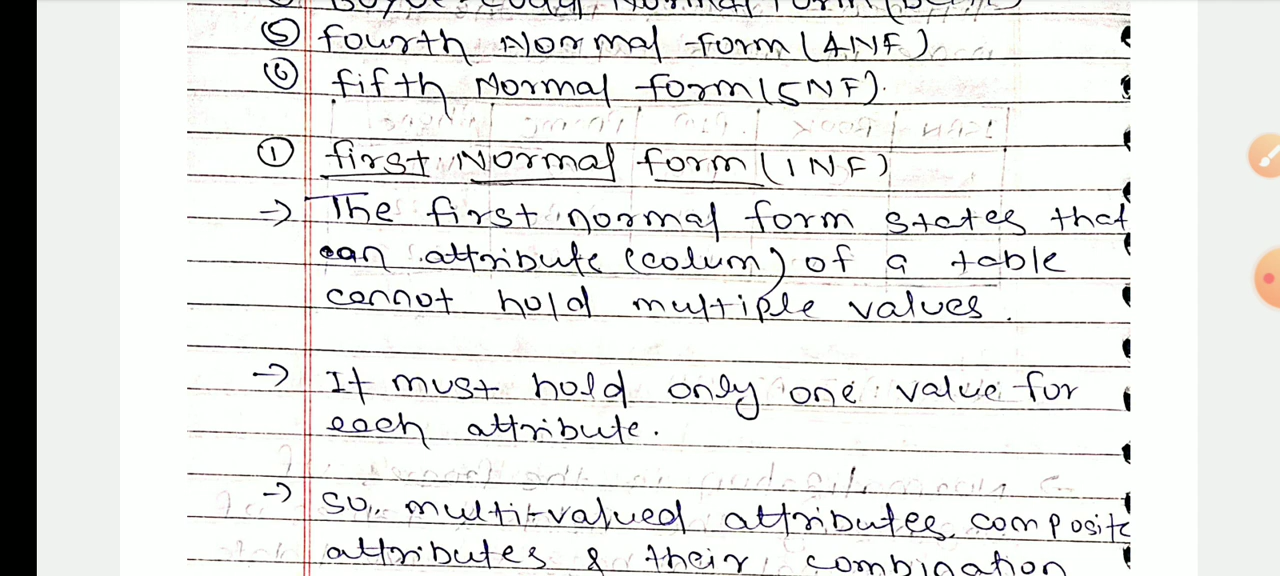 ⑤ fourth Normal form (4NF)
⑥ fifth Normal form (5NF).
① first Normal form (1NF)
→ The first normal form states that
an attribute (colum) of a table
cannot hold multiple values.
→ It must hold only one value for
each attribute.
→ so, multi-valued attributes, composite
attributes & their combination